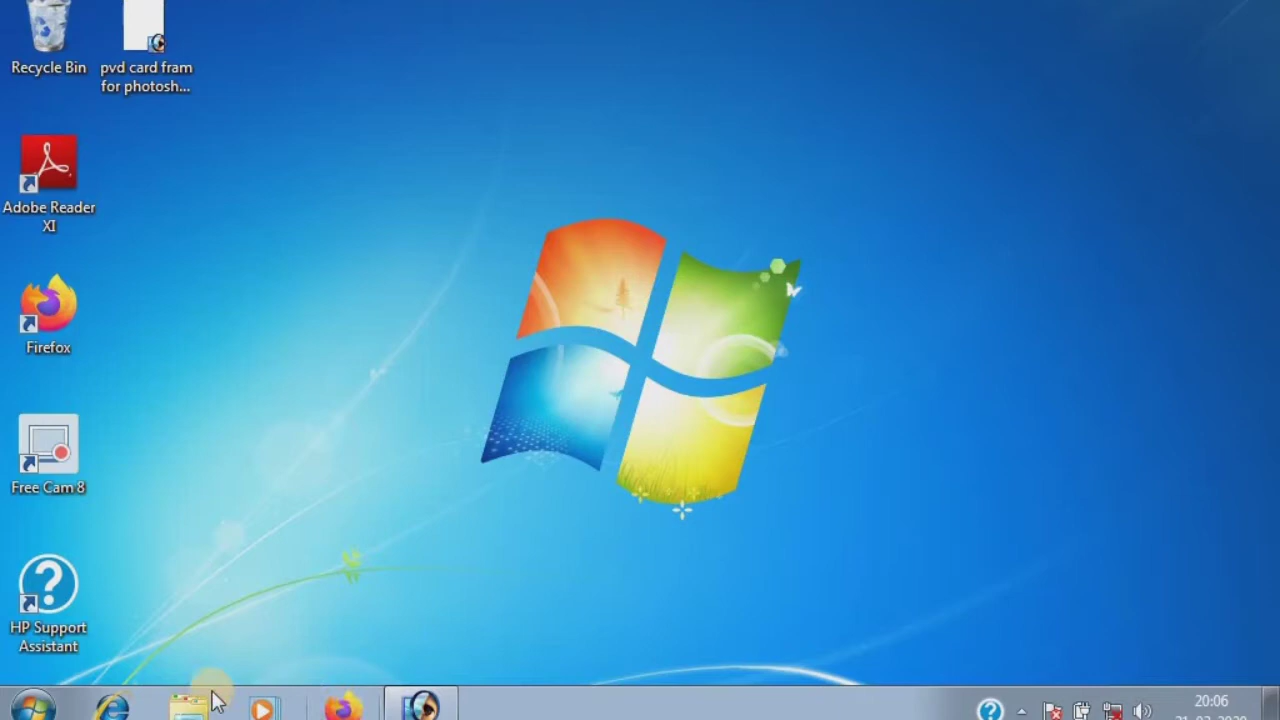 Recycle Bin
pvd card fram
for photosh...
Adobe Reader
XI
Firefox
Free Cam 8
HP Support
Assistant
20:06